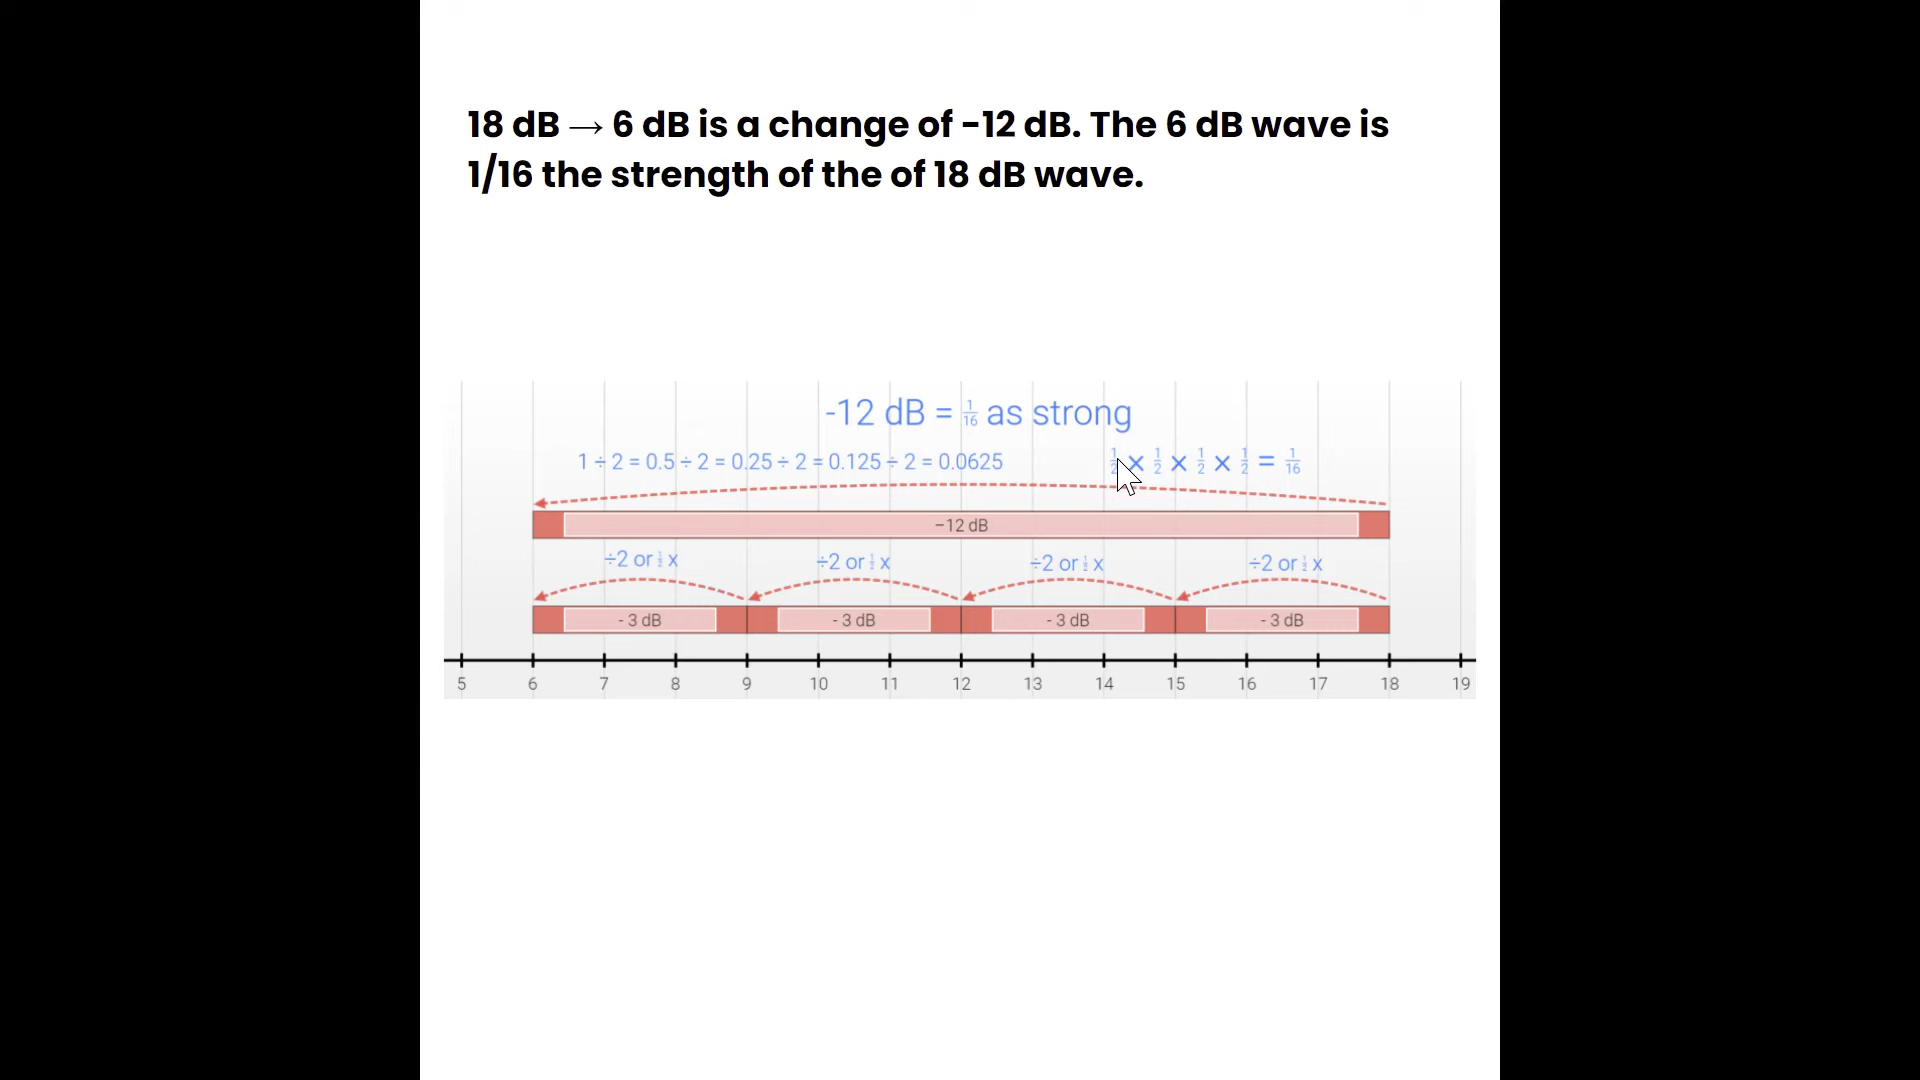 18 dB → 6 dB is a change of -12 dB. The 6 dB wave is
1/16 the strength of the of 18 dB wave.
-12 dB = 1/16 as strong
1 ÷ 2 = 0.5 ÷ 2 = 0.25 ÷ 2 = 0.125 ÷ 2 = 0.0625
1/2 × 1/2 × 1/2 × 1/2 = 1/16
−12 dB
÷2 or 1/2 x ÷2 or 1/2 x ÷2 or 1/2 x ÷2 or 1/2 x
- 3 dB - 3 dB - 3 dB - 3 dB
5 6 7 8 9 10 11 12 13 14 15 16 17 18 19